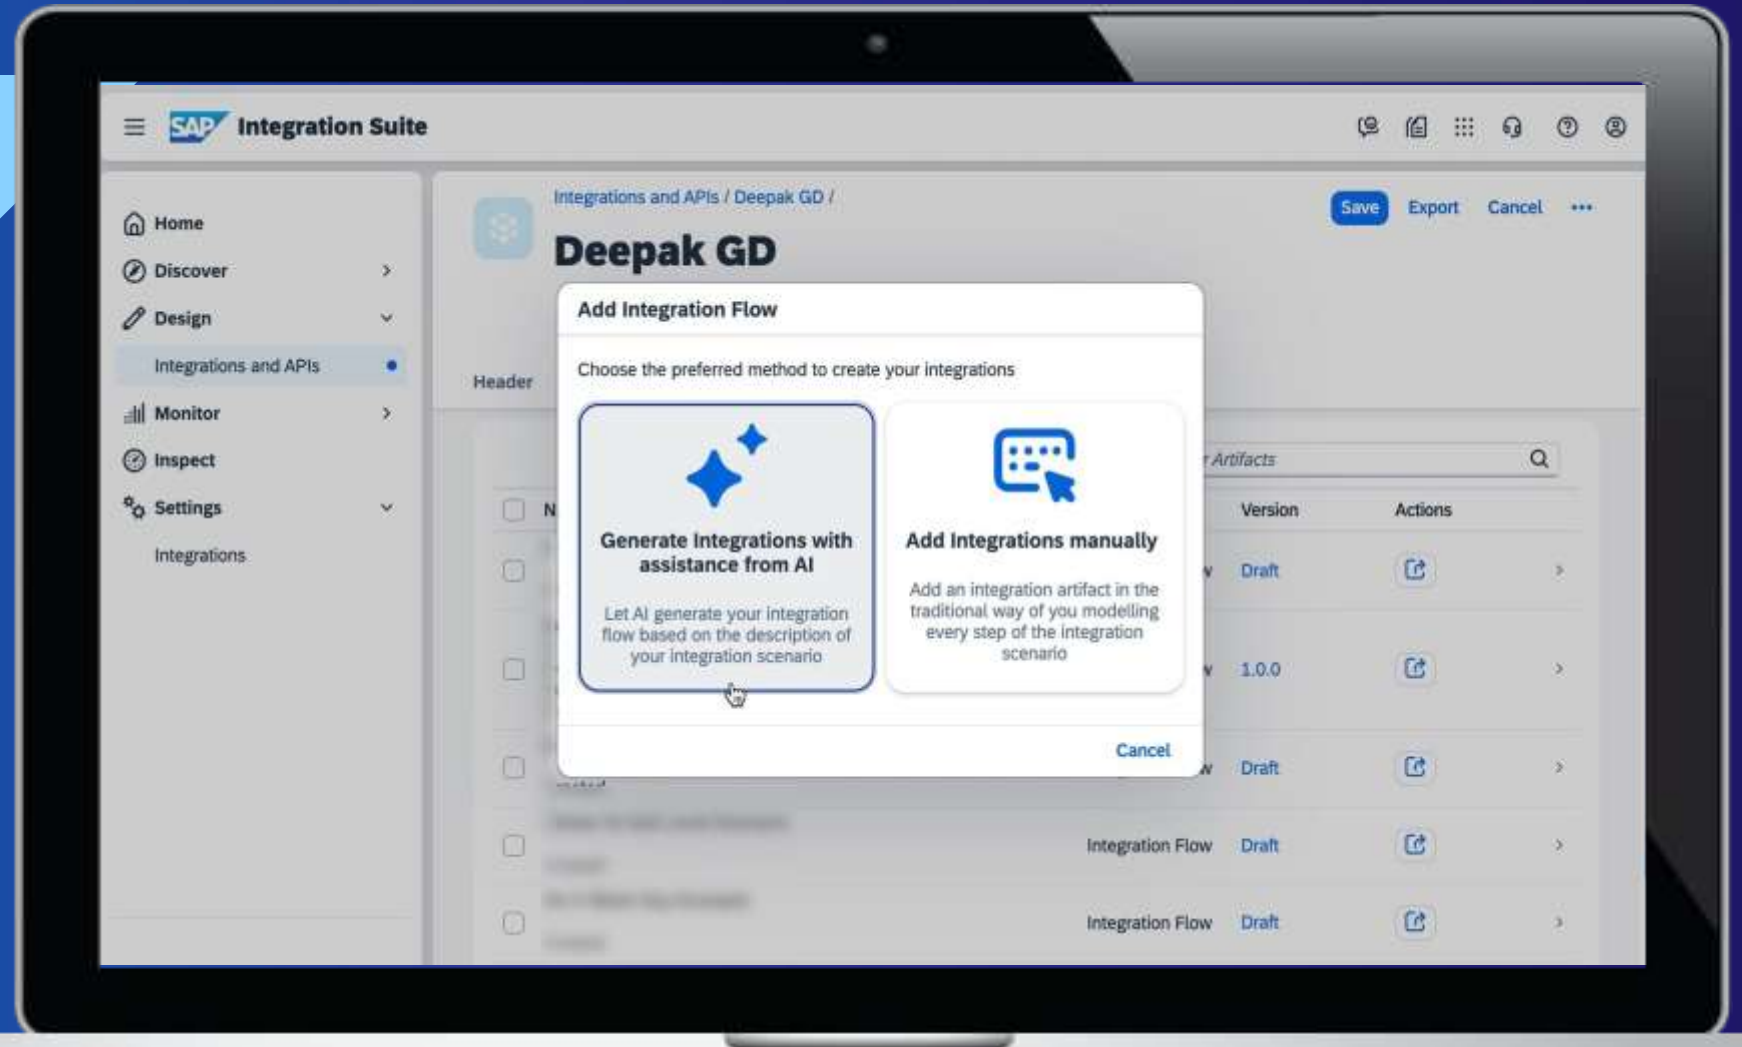 SAP Integration Suite
Home
Discover
Design
Integrations and APIs
Monitor
Inspect
Settings
Integrations
Integrations and APIs / Deepak GD /
Save Export Cancel
Deepak GD
Header
Add Integration Flow
Choose the preferred method to create your integrations
Generate Integrations with
assistance from AI
Let AI generate your integration
flow based on the description of
your integration scenario
Add Integrations manually
Add an integration artifact in the
traditional way of you modelling
every step of the integration
scenario
Cancel
Artifacts
Version Actions
Draft
1.0.0
Draft
Integration Flow Draft
Integration Flow Draft